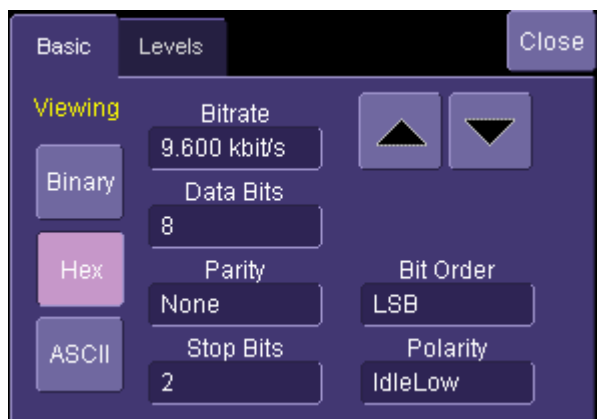 Basic
Levels
Close
Viewing
Bitrate
9.600 kbit/s
Binary
Data Bits
8
Hex
Parity
None
Bit Order
LSB
ASCII
Stop Bits
2
Polarity
IdleLow